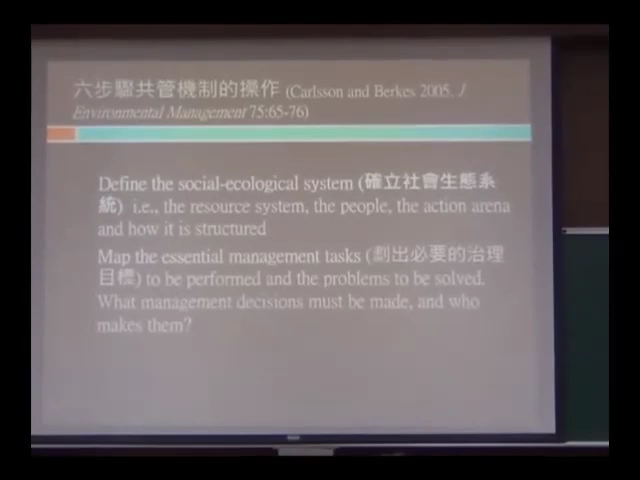 六步驟共管機制的操作 (Carlsson and Berkes 2005. J
Environmental Management 75:65-76)
Define the social-ecological system (確立社會生態系
統) i.e., the resource system, the people, the action arena
and how it is structured
Map the essential management tasks (劃出必要的治理
目標) to be performed and the problems to be solved.
What management decisions must be made, and who
makes them?